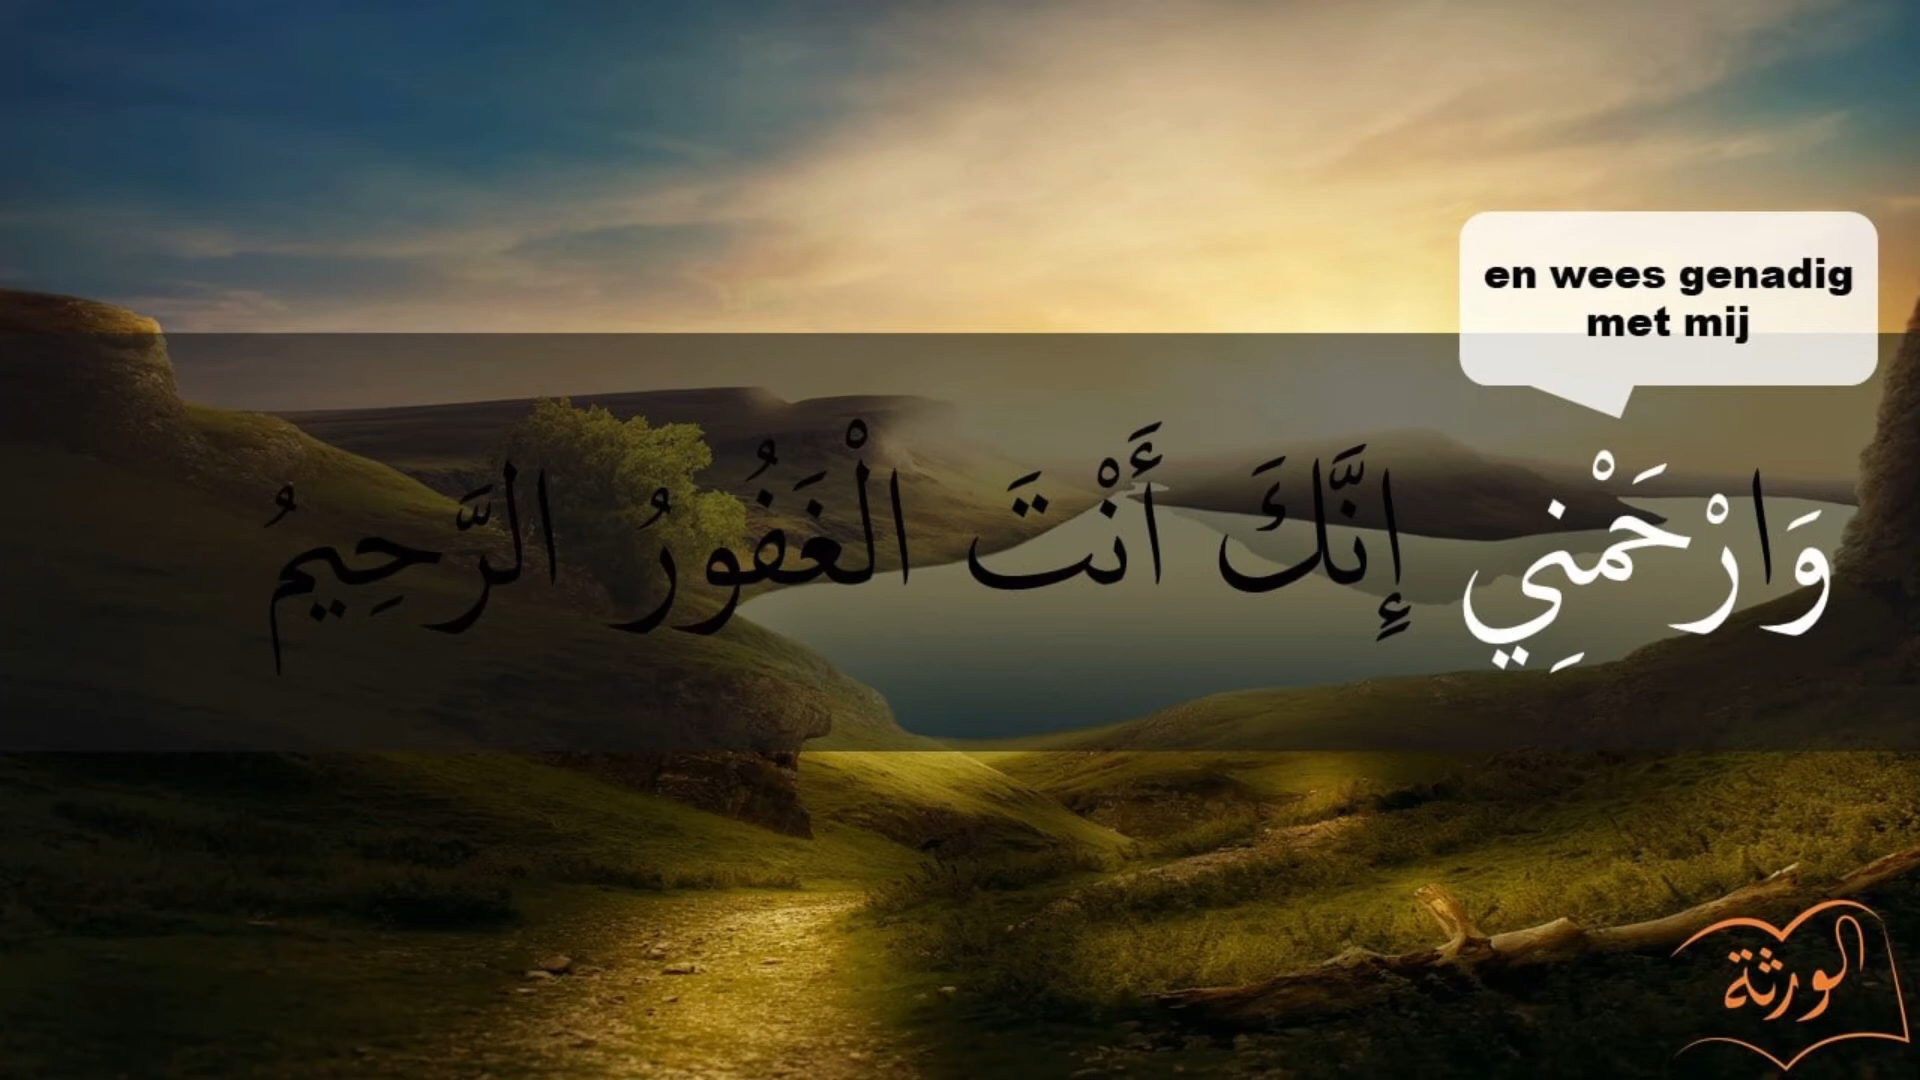 en wees genadig
met mij
وَارْحَمْنِي إِنَّكَ أَنْتَ الْغَفُورُ الرَّحِيمُ
الورثة